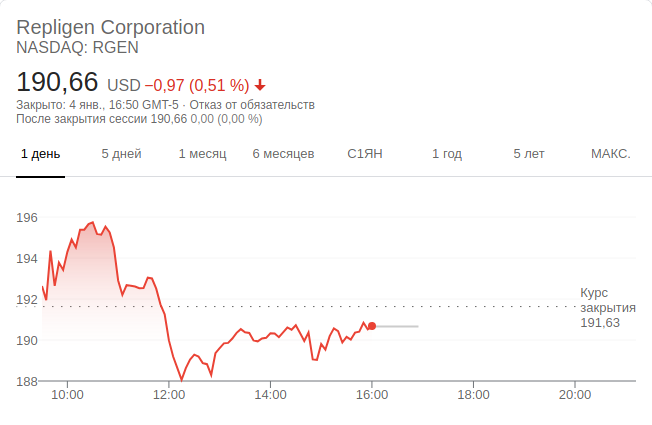 Repligen Corporation
NASDAQ: RGEN
190,66 USD −0,97 (0,51 %)
Закрыто: 4 янв., 16:50 GMT-5 · Отказ от обязательств
После закрытия сессии 190,66 0,00 (0,00 %)
1 день 5 дней 1 месяц 6 месяцев С1ЯН 1 год 5 лет МАКС.
196
194
192
190
188
Курс
закрытия
191,63
10:00 12:00 14:00 16:00 18:00 20:00